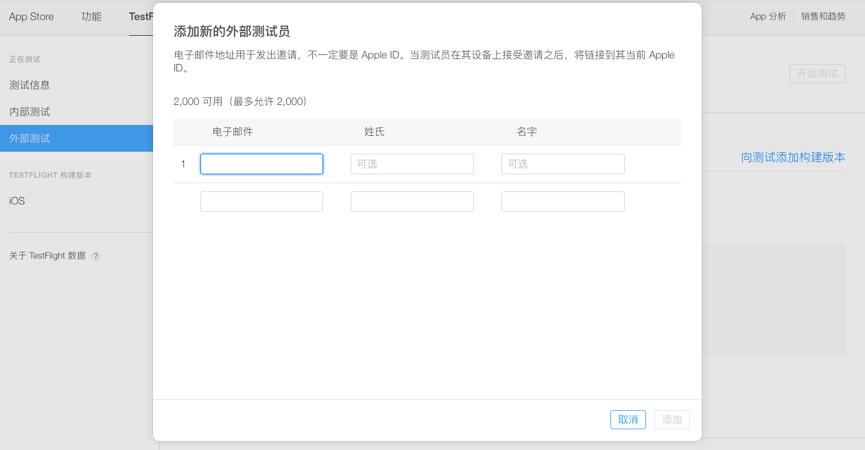 App Store 功能 TestF App 分析 销售和趋势
添加新的外部测试员
电子邮件地址用于发出邀请，不一定要是 Apple ID。当测试员在其设备上接受邀请之后，将链接到其当前 Apple
ID。
正在测试
测试信息
内部测试
外部测试
TESTFLIGHT 构建版本
iOS
关于 TestFlight 数据 ?
开始测试
向测试添加构建版本
2,000 可用（最多允许 2,000）
电子邮件 姓氏 名字
1 可选 可选
取消 添加